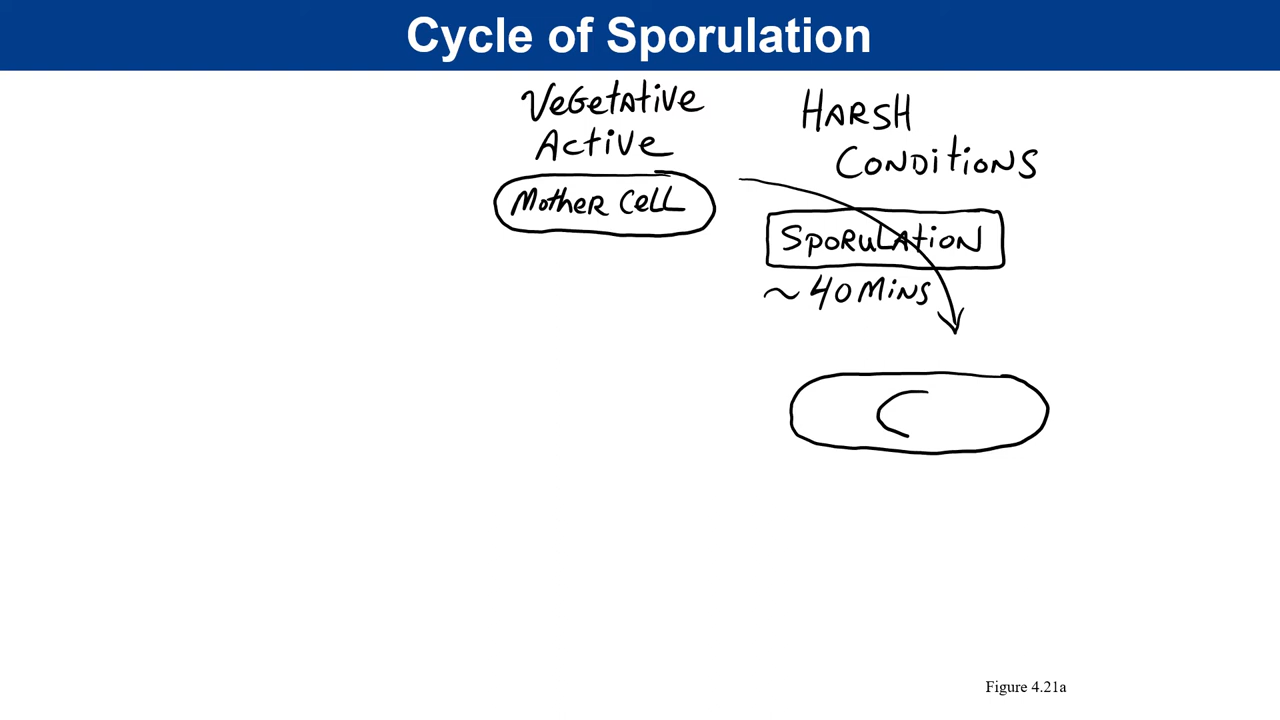 Cycle of Sporulation
VeGetAtive
Active
Mother Cell
HARSH
CONDitiONS
SPORULAtiON
~ 40 MiNS
Figure 4.21a